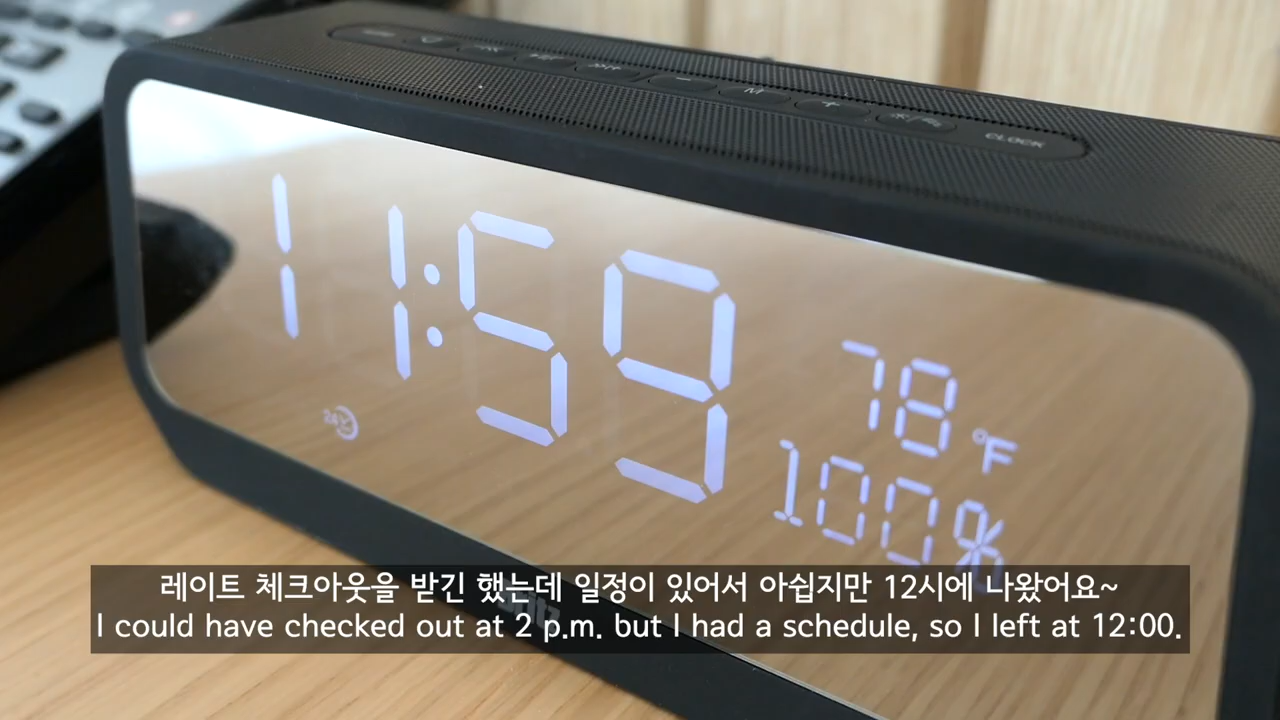 M
+
CLOCK
11:59
78 °F
100%
24
레이트 체크아웃을 받긴 했는데 일정이 있어서 아쉽지만 12시에 나왔어요~
I could have checked out at 2 p.m. but I had a schedule, so I left at 12:00.